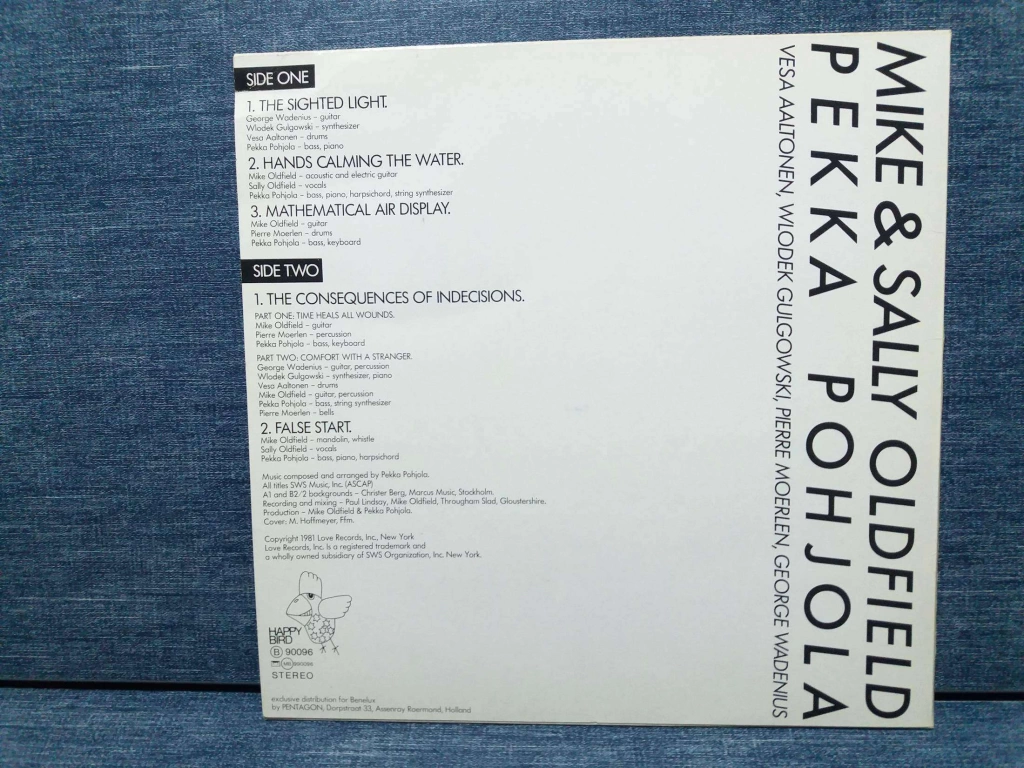 SIDE ONE
1. THE SIGHTED LIGHT.
George Wadenius – guitar
Wlodek Gulgowski – synthesizer
Vesa Aaltonen – drums
Pekka Pohjola – bass, piano
2. HANDS CALMING THE WATER.
Mike Oldfield – acoustic and electric guitar
Sally Oldfield – vocals
Pekka Pohjola – bass, piano, harpsichord, string synthesizer
3. MATHEMATICAL AIR DISPLAY.
Mike Oldfield – guitar
Pierre Moerlen – drums
Pekka Pohjola – bass, keyboard
SIDE TWO
1. THE CONSEQUENCES OF INDECISIONS.
PART ONE: TIME HEALS ALL WOUNDS.
Mike Oldfield – guitar
Pierre Moerlen – percussion
Pekka Pohjola – bass, keyboard
PART TWO: COMFORT WITH A STRANGER.
George Wadenius – guitar, percussion
Wlodek Gulgowski – synthesizer, piano
Vesa Aaltonen – drums
Mike Oldfield – guitar, percussion
Pekka Pohjola – bass, string synthesizer
Pierre Moerlen – bells
2. FALSE START.
Mike Oldfield – mandolin, whistle
Sally Oldfield – vocals
Pekka Pohjola – bass, piano, harpsichord
Music composed and arranged by Pekka Pohjola.
All titles SWS Music, Inc. (ASCAP)
A1 and B2/2 backgrounds – Christer Berg, Marcus Music, Stockholm.
Recording and mixing – Paul Lindsay, Mike Oldfield, Througham Slad, Gloustershire.
Production – Mike Oldfield & Pekka Pohjola.
Cover: M. Hoffmeyer, Ffm.
Copyright 1981 Love Records, Inc., New York
Love Records, Inc. Is a registered trademark and
a wholly owned subsidiary of SWS Organization, Inc. New York.
HAPPY
BIRD
B 90096
STEREO
exclusive distribution for Benelux
by PENTAGON, Dorpstraat 33, Assenray Roermond, Holland
MIKE & SALLY OLDFIELD
PEKKA POHJOLA
VESA AALTONEN, WLODEK GULGOWSKI, PIERRE MOERLEN, GEORGE WADENIUS